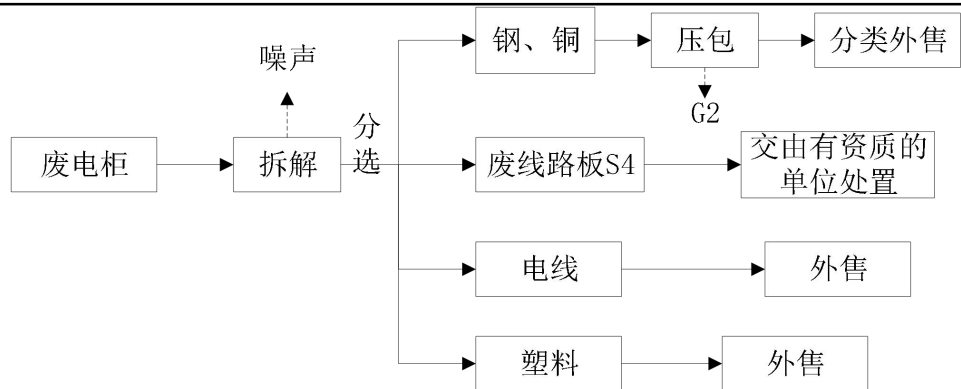 钢、铜
压包
分类外售
噪声
G2
废电柜
拆解
分选
废线路板S4
交由有资质的
单位处置
电线
外售
塑料
外售